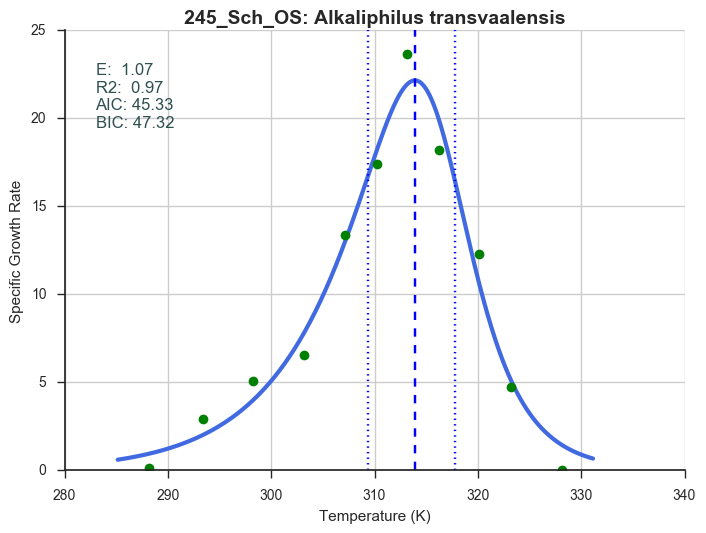 245_Sch_OS: Alkaliphilus transvaalensis
E:  1.07
R2:  0.97
AIC: 45.33
BIC: 47.32
25
20
15
10
5
0
Specific Growth Rate
280 290 300 310 320 330 340
Temperature (K)